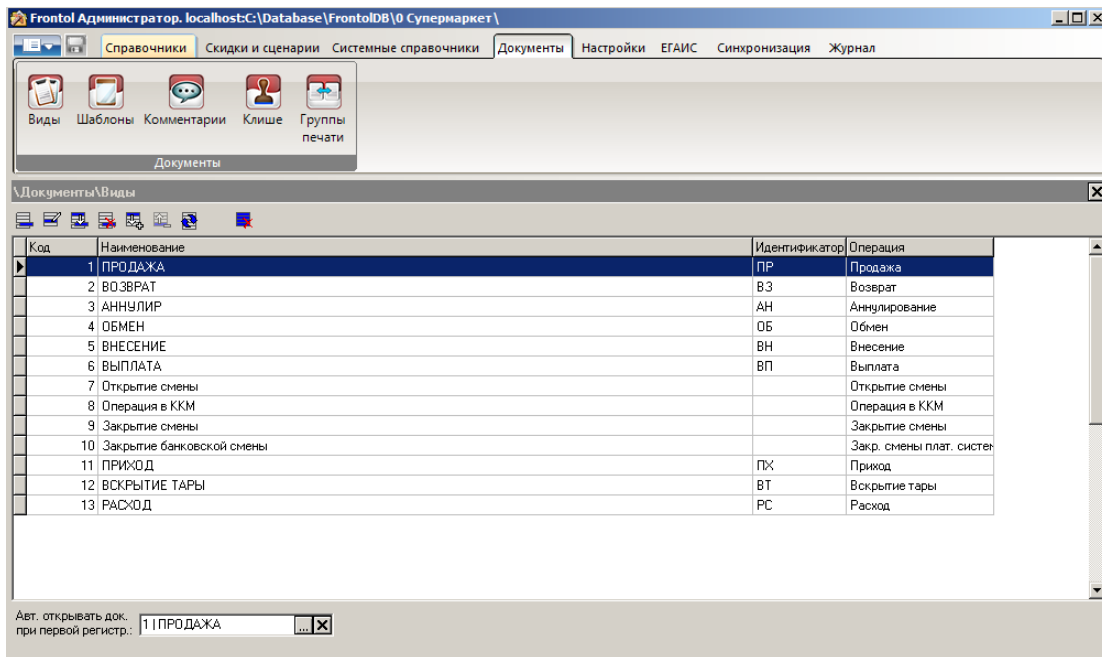 Frontol Администратор. localhost:C:\Database\FrontolDB\0 Супермаркет\
Справочники Скидки и сценарии Системные справочники Документы Настройки ЕГАИС Синхронизация Журнал
Виды Шаблоны Комментарии Клише Группы печати
Документы
\Документы\Виды
Код Наименование Идентификатор Операция
1 ПРОДАЖА ПР Продажа
2 ВОЗВРАТ ВЗ Возврат
3 АННУЛИР АН Аннулирование
4 ОБМЕН ОБ Обмен
5 ВНЕСЕНИЕ ВН Внесение
6 ВЫПЛАТА ВП Выплата
7 Открытие смены Открытие смены
8 Операция в ККМ Операция в ККМ
9 Закрытие смены Закрытие смены
10 Закрытие банковской смены Закр. смены плат. систем
11 ПРИХОД ПХ Приход
12 ВСКРЫТИЕ ТАРЫ ВТ Вскрытие тары
13 РАСХОД РС Расход
Авт. открывать док.
при первой регистр.: 1 | ПРОДАЖА ...